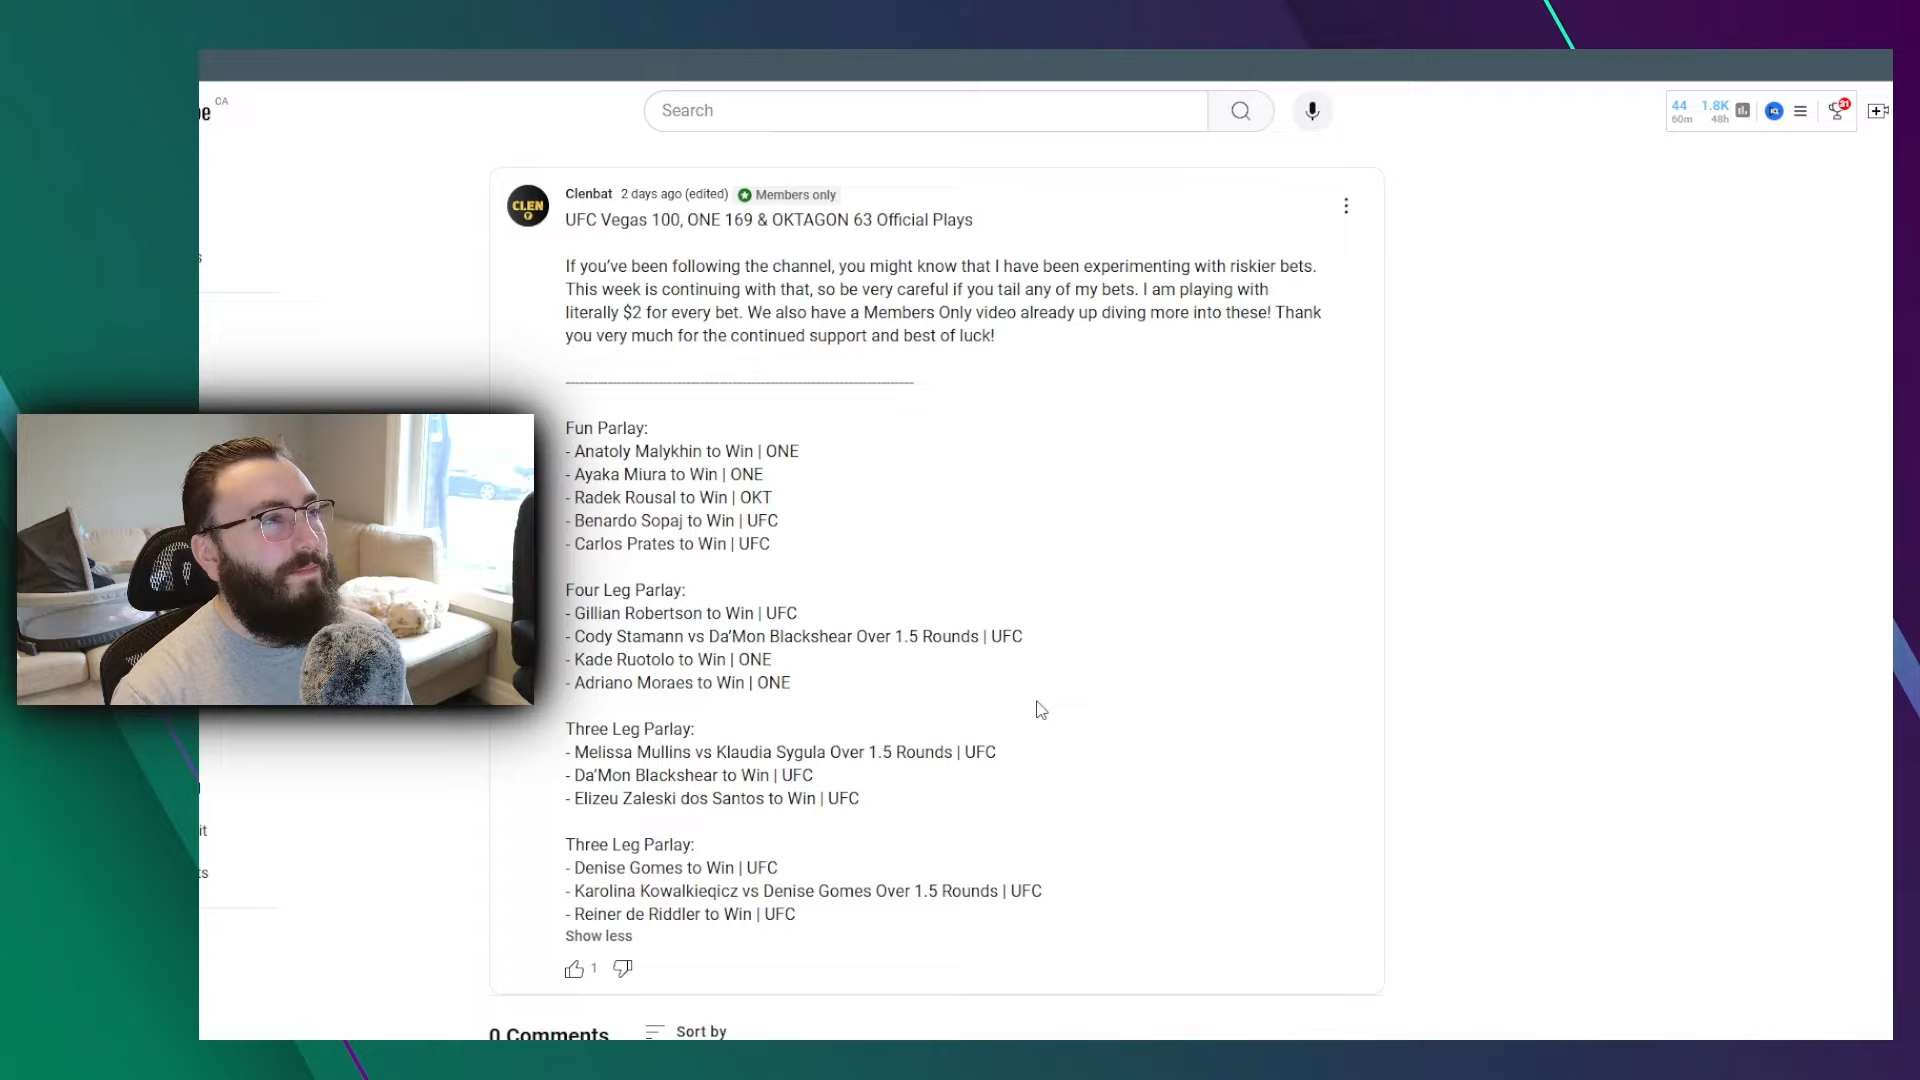 be CA
Search
44 1.8K
60m 48h
31
CLEN
Clenbat 2 days ago (edited) Members only
UFC Vegas 100, ONE 169 & OKTAGON 63 Official Plays
If you’ve been following the channel, you might know that I have been experimenting with riskier bets.
This week is continuing with that, so be very careful if you tail any of my bets. I am playing with
literally $2 for every bet. We also have a Members Only video already up diving more into these! Thank
you very much for the continued support and best of luck!
Fun Parlay:
- Anatoly Malykhin to Win | ONE
- Ayaka Miura to Win | ONE
- Radek Rousal to Win | OKT
- Benardo Sopaj to Win | UFC
- Carlos Prates to Win | UFC
Four Leg Parlay:
- Gillian Robertson to Win | UFC
- Cody Stamann vs Da’Mon Blackshear Over 1.5 Rounds | UFC
- Kade Ruotolo to Win | ONE
- Adriano Moraes to Win | ONE
Three Leg Parlay:
- Melissa Mullins vs Klaudia Sygula Over 1.5 Rounds | UFC
- Da’Mon Blackshear to Win | UFC
- Elizeu Zaleski dos Santos to Win | UFC
Three Leg Parlay:
- Denise Gomes to Win | UFC
- Karolina Kowalkieqicz vs Denise Gomes Over 1.5 Rounds | UFC
- Reiner de Riddler to Win | UFC
Show less
1
0 Comments Sort by